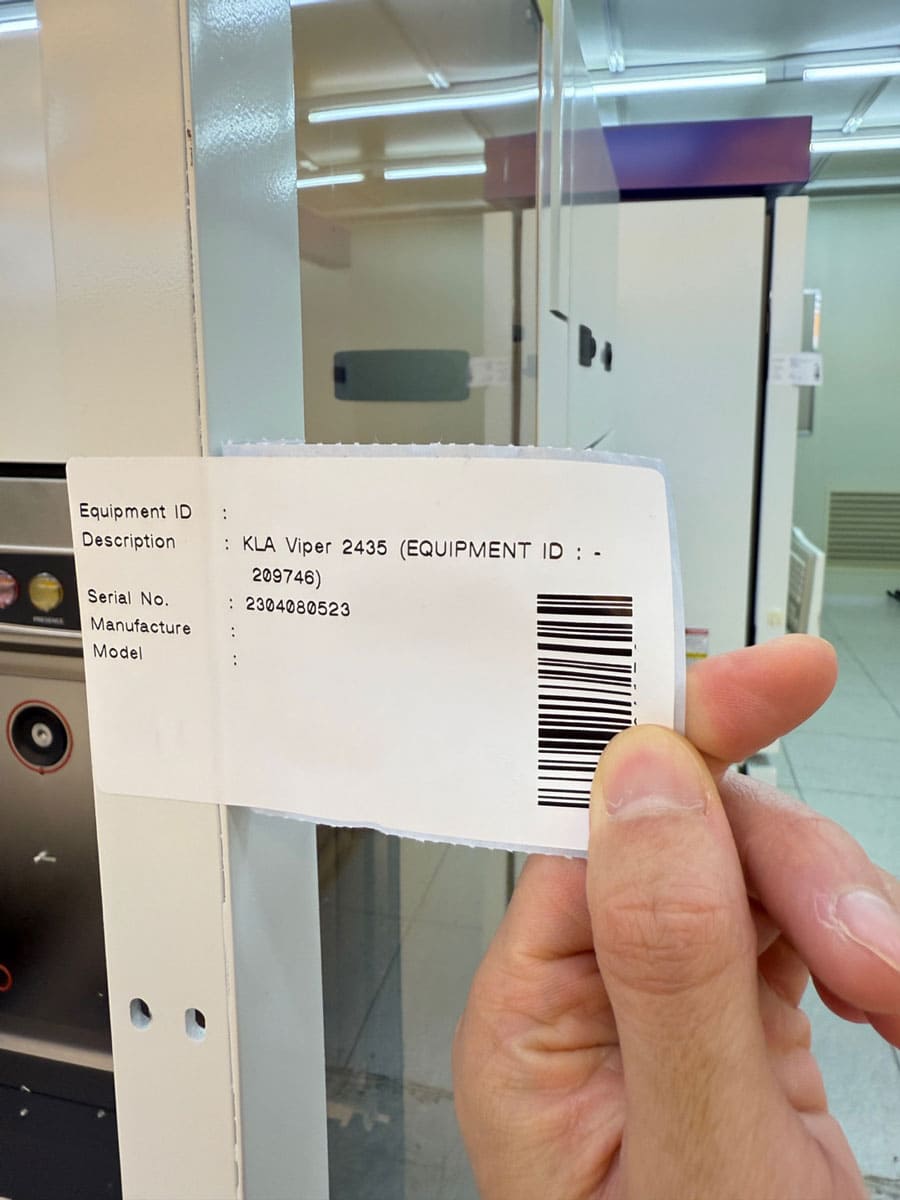 Equipment ID :
Description : KLA Viper 2435 (EQUIPMENT ID : -
209746)
Serial No. : 2304080523
Manufacture :
Model :